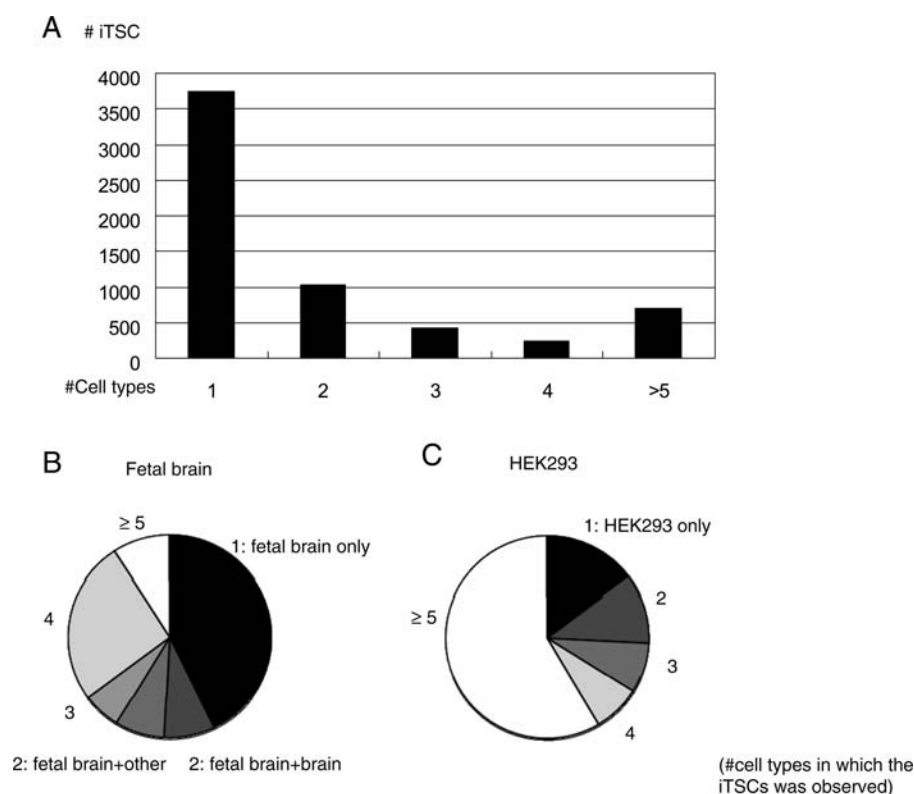 A # iTSC
4000
3500
3000
2500
2000
1500
1000
500
0
#Cell types 1 2 3 4 >5
B Fetal brain
≥ 5
1: fetal brain only
4
3
2: fetal brain+other 2: fetal brain+brain
C HEK293
1: HEK293 only
2
≥ 5
3
4
(#cell types in which the
iTSCs was observed)